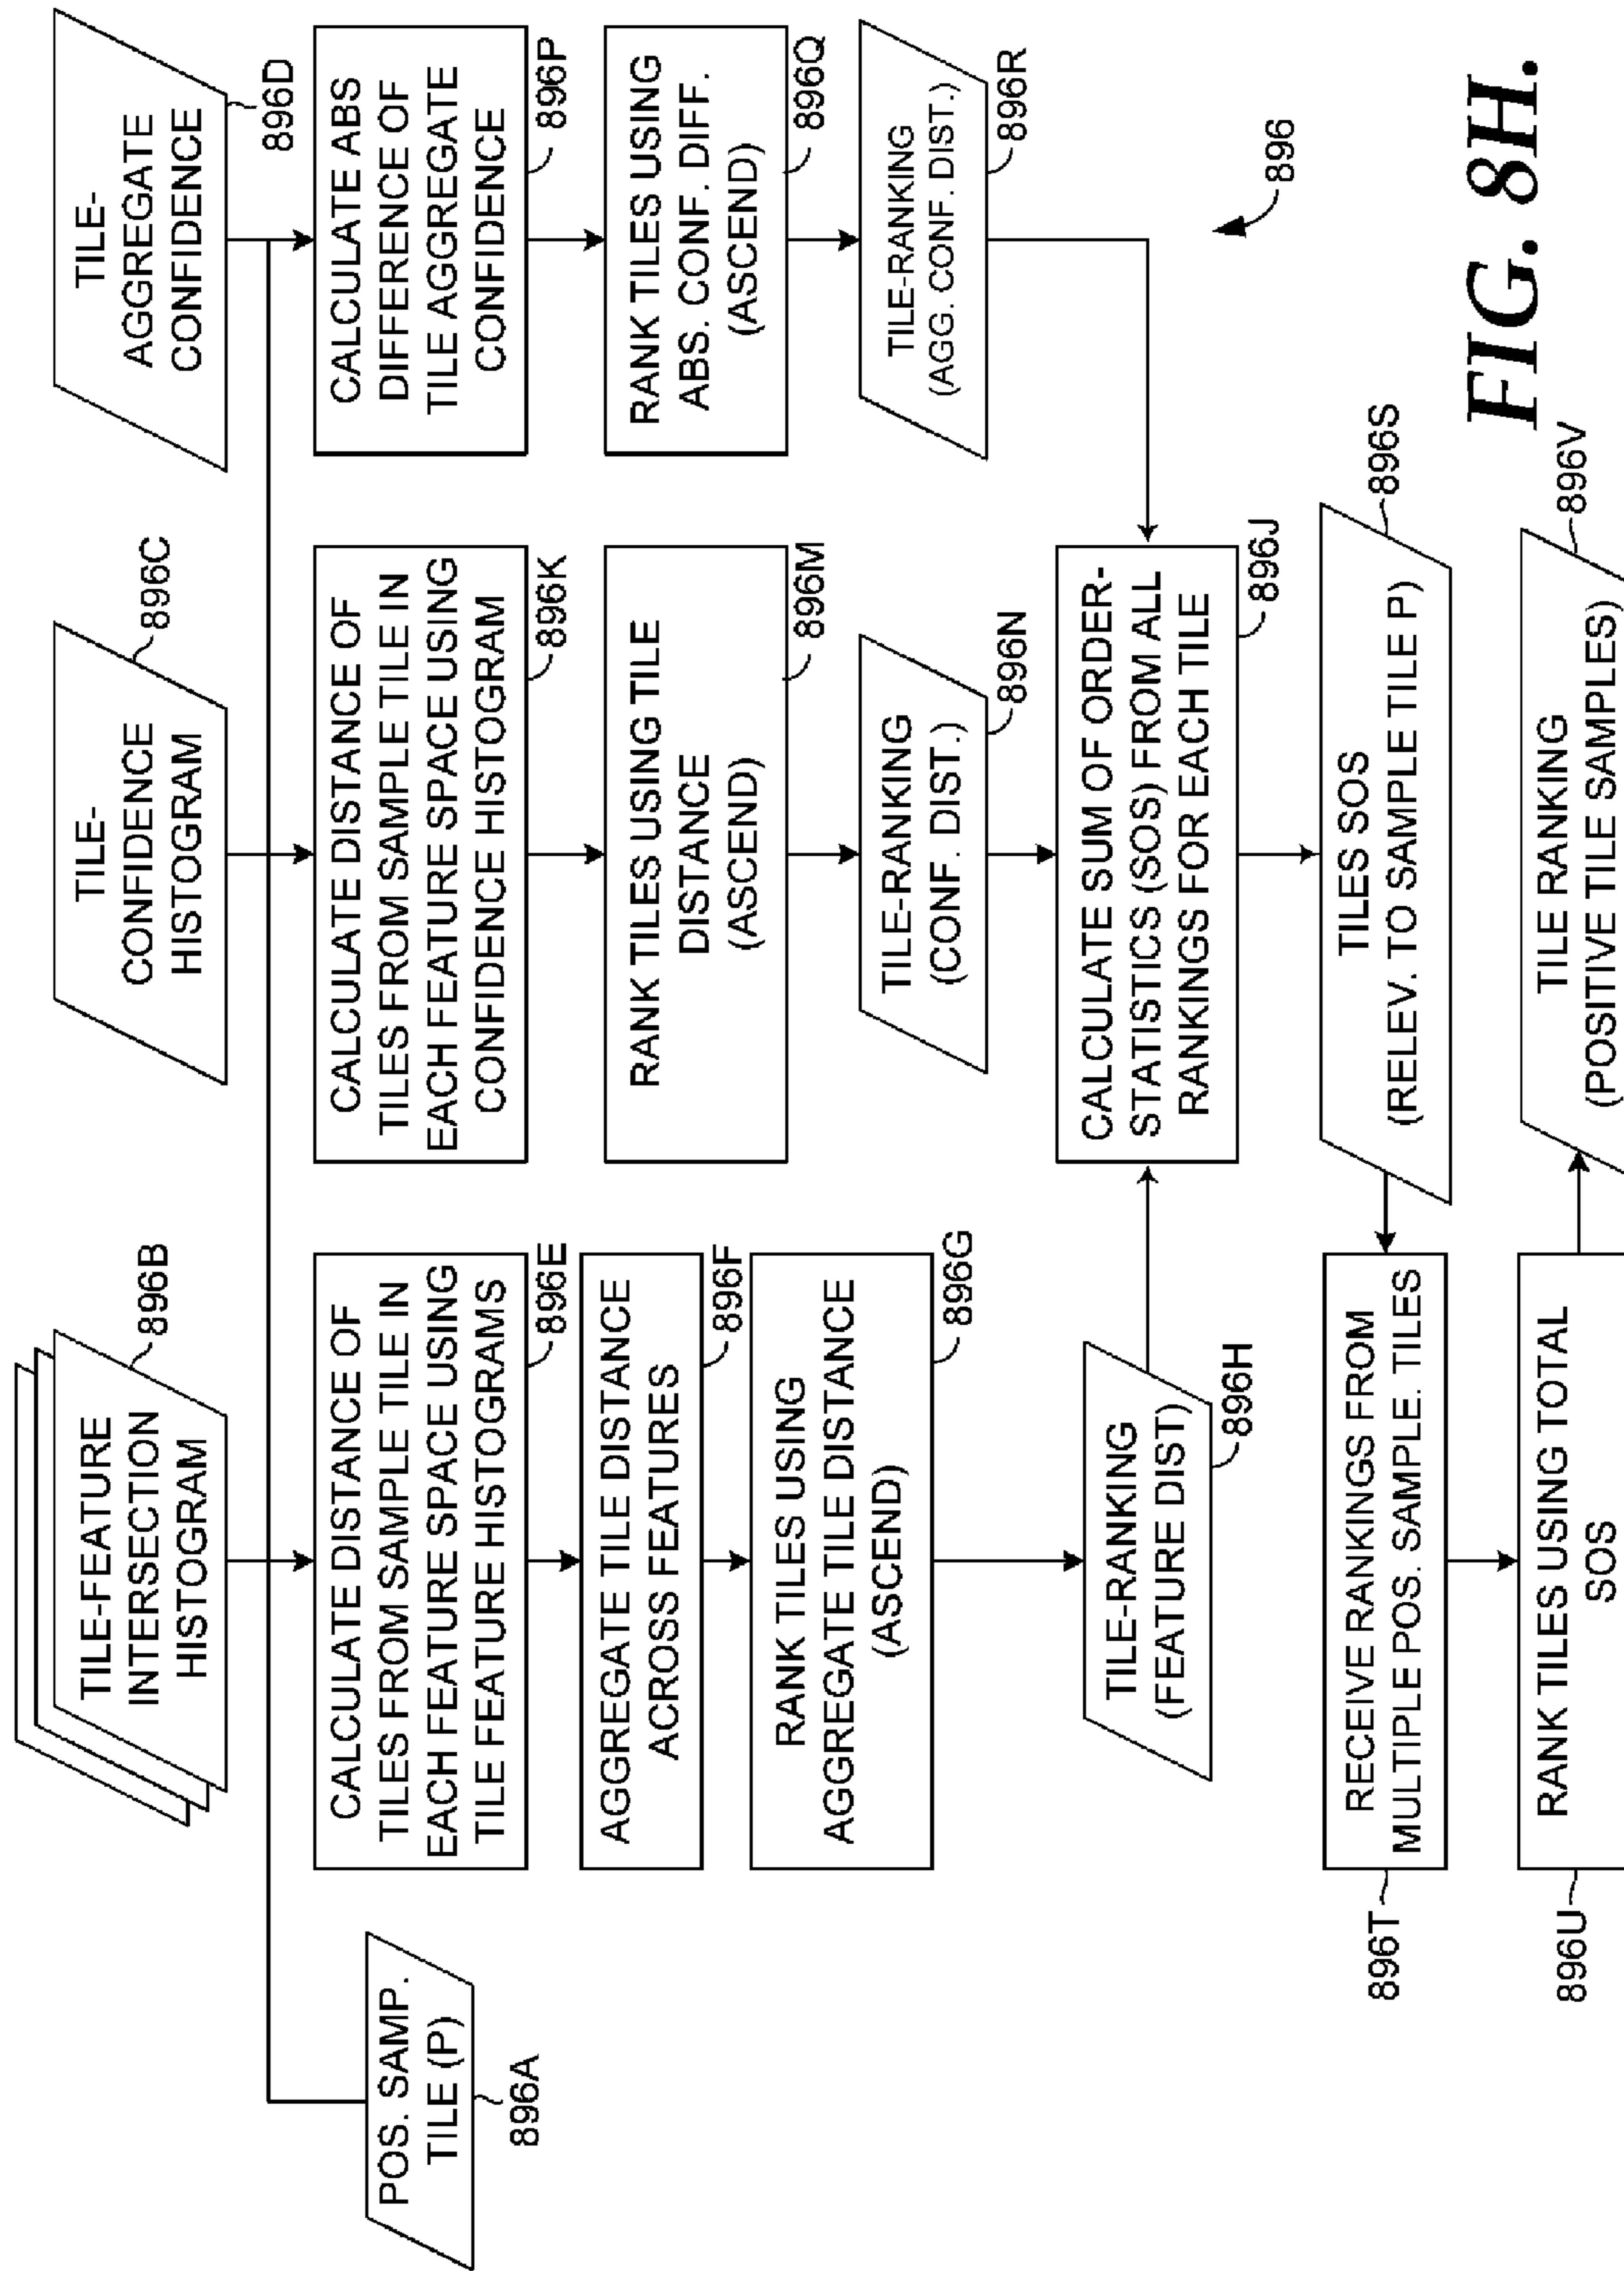 POS. SAMP.
TILE (P)
896A
TILE-FEATURE
INTERSECTION
HISTOGRAM
896B
CALCULATE DISTANCE OF
TILES FROM SAMPLE TILE IN
EACH FEATURE SPACE USING
TILE FEATURE HISTOGRAMS
896E
AGGREGATE TILE DISTANCE
ACROSS FEATURES
896F
RANK TILES USING
AGGREGATE TILE DISTANCE
(ASCEND)
896G
TILE-RANKING
(FEATURE DIST)
896H
TILE-
CONFIDENCE
HISTOGRAM
896C
CALCULATE DISTANCE OF
TILES FROM SAMPLE TILE IN
EACH FEATURE SPACE USING
CONFIDENCE HISTOGRAM
896K
RANK TILES USING TILE
DISTANCE
(ASCEND)
896M
TILE-RANKING
(CONF. DIST.)
896N
TILE-
AGGREGATE
CONFIDENCE
896D
CALCULATE ABS
DIFFERENCE OF
TILE AGGREGATE
CONFIDENCE
896P
RANK TILES USING
ABS. CONF. DIFF.
(ASCEND)
896Q
TILE-RANKING
(AGG. CONF. DIST.)
896R
CALCULATE SUM OF ORDER-
STATISTICS (SOS) FROM ALL
RANKINGS FOR EACH TILE
896J
896
TILES SOS
(RELEV. TO SAMPLE TILE P)
896S
RECEIVE RANKINGS FROM
MULTIPLE POS. SAMPLE. TILES
896T
RANK TILES USING TOTAL
SOS
896U
TILE RANKING
(POSITIVE TILE SAMPLES)
896V
FIG. 8H.